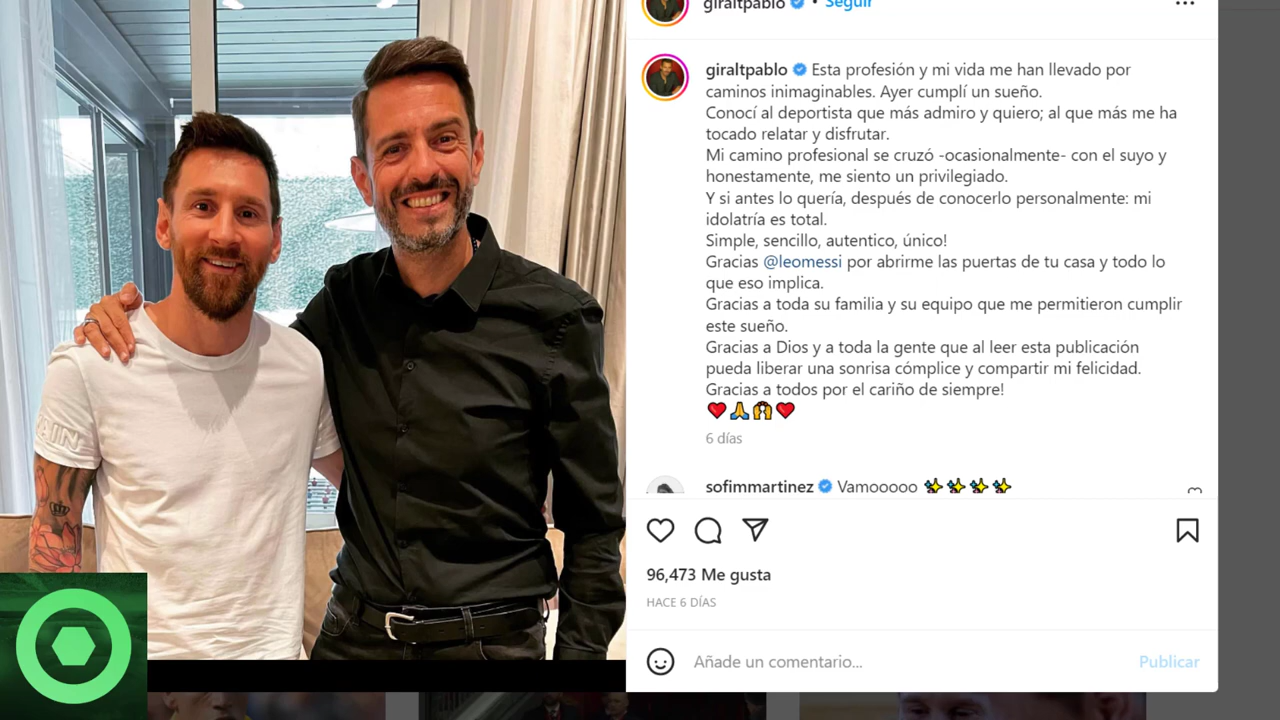 giraltpablo • Seguir
giraltpablo Esta profesión y mi vida me han llevado por
caminos inimaginables. Ayer cumplí un sueño.
Conocí al deportista que más admiro y quiero; al que más me ha
tocado relatar y disfrutar.
Mi camino profesional se cruzó -ocasionalmente- con el suyo y
honestamente, me siento un privilegiado.
Y si antes lo quería, después de conocerlo personalmente: mi
idolatría es total.
Simple, sencillo, autentico, único!
Gracias @leomessi por abrirme las puertas de tu casa y todo lo
que eso implica.
Gracias a toda su familia y su equipo que me permitieron cumplir
este sueño.
Gracias a Dios y a toda la gente que al leer esta publicación
pueda liberar una sonrisa cómplice y compartir mi felicidad.
Gracias a todos por el cariño de siempre!
❤️🙏🙌❤️
6 días
sofimmartinez Vamooooo ✨✨✨✨
96,473 Me gusta
HACE 6 DÍAS
Añade un comentario... Publicar